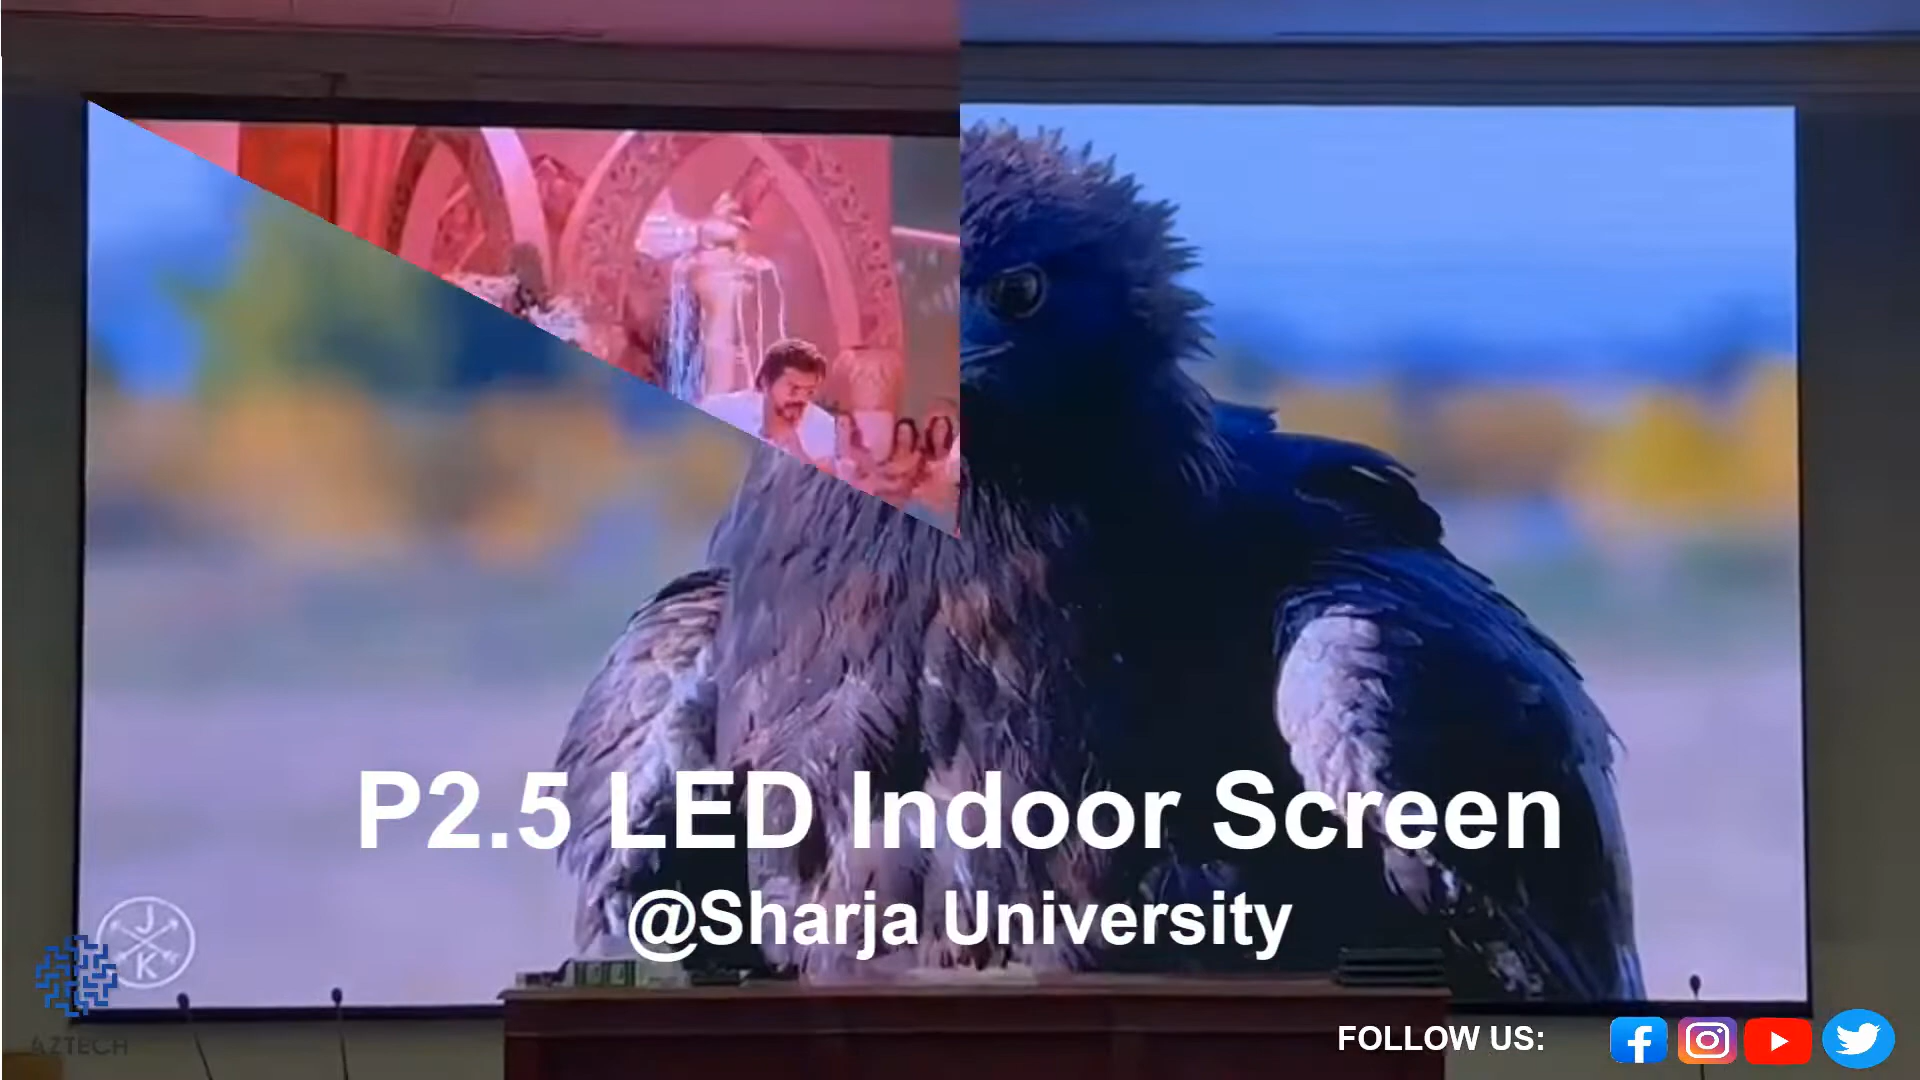 P2.5 LED Indoor Screen
@Sharja University
J
K
AZTECH
FOLLOW US: